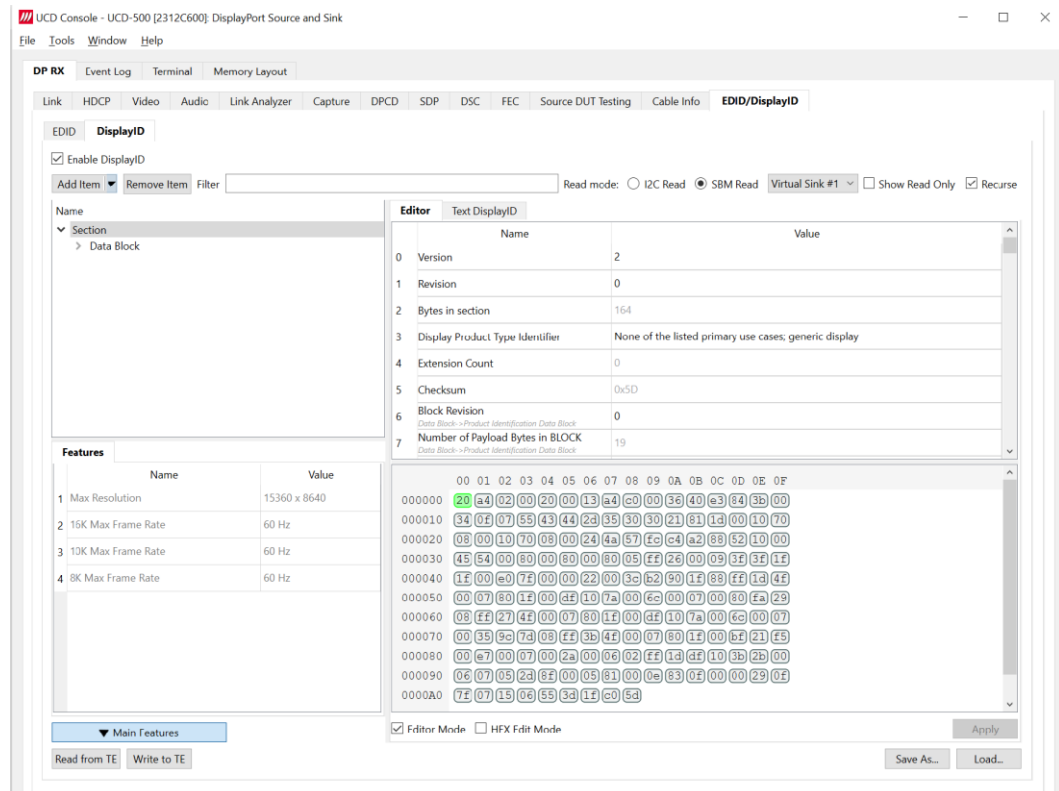 UCD Console - UCD-500 [2312C600]: DisplayPort Source and Sink
File Tools Window Help
DP RX Event Log Terminal Memory Layout
Link HDCP Video Audio Link Analyzer Capture DPCD SDP DSC FEC Source DUT Testing Cable Info EDID/DisplayID
EDID DisplayID
Enable DisplayID
Add Item Remove Item Filter Read mode: I2C Read SBM Read Virtual Sink #1 Show Read Only Recurse
Name
Section
Data Block
Editor Text DisplayID
Name Value
0 Version 2
1 Revision 0
2 Bytes in section 164
3 Display Product Type Identifier None of the listed primary use cases; generic display
4 Extension Count 0
5 Checksum 0x5D
6 Block Revision 0
Data Block->Product Identification Data Block
7 Number of Payload Bytes in BLOCK 19
Data Block->Product Identification Data Block
Features
Name Value
1 Max Resolution 15360 x 8640
2 16K Max Frame Rate 60 Hz
3 10K Max Frame Rate 60 Hz
4 8K Max Frame Rate 60 Hz
00 01 02 03 04 05 06 07 08 09 0A 0B 0C 0D 0E 0F
000000 20 a4 02 00 20 00 13 a4 c0 00 36 40 e3 84 3b 00
000010 34 0f 07 55 43 44 2d 35 30 30 21 81 1d 00 10 70
000020 08 00 10 70 08 00 24 4a 57 fc c4 a2 88 52 10 00
000030 45 54 00 80 00 80 00 80 05 ff 26 00 09 3f 3f 1f
000040 1f 00 e0 7f 00 00 22 00 3c b2 90 1f 88 ff 1d 4f
000050 00 07 80 1f 00 df 10 7a 00 6c 00 07 00 80 fa 29
000060 08 ff 27 4f 00 07 80 1f 00 df 10 7a 00 6c 00 07
000070 00 35 9c 7d 08 ff 3b 4f 00 07 80 1f 00 bf 21 f5
000080 00 e7 00 07 00 2a 00 06 02 ff 1d df 10 3b 2b 00
000090 06 07 05 2d 8f 00 05 81 00 0e 83 0f 00 00 29 0f
0000A0 7f 07 15 06 55 3d 1f c0 5d
Main Features
Editor Mode HEX Edit Mode Apply
Read from TE Write to TE Save As... Load...